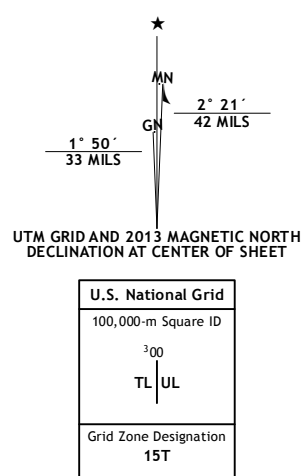 ★
MN
GN
2° 21´
42 MILS
1° 50´
33 MILS
UTM GRID AND 2013 MAGNETIC NORTH
DECLINATION AT CENTER OF SHEET
U.S. National Grid
100,000-m Square ID
³00
TL UL
Grid Zone Designation
15T